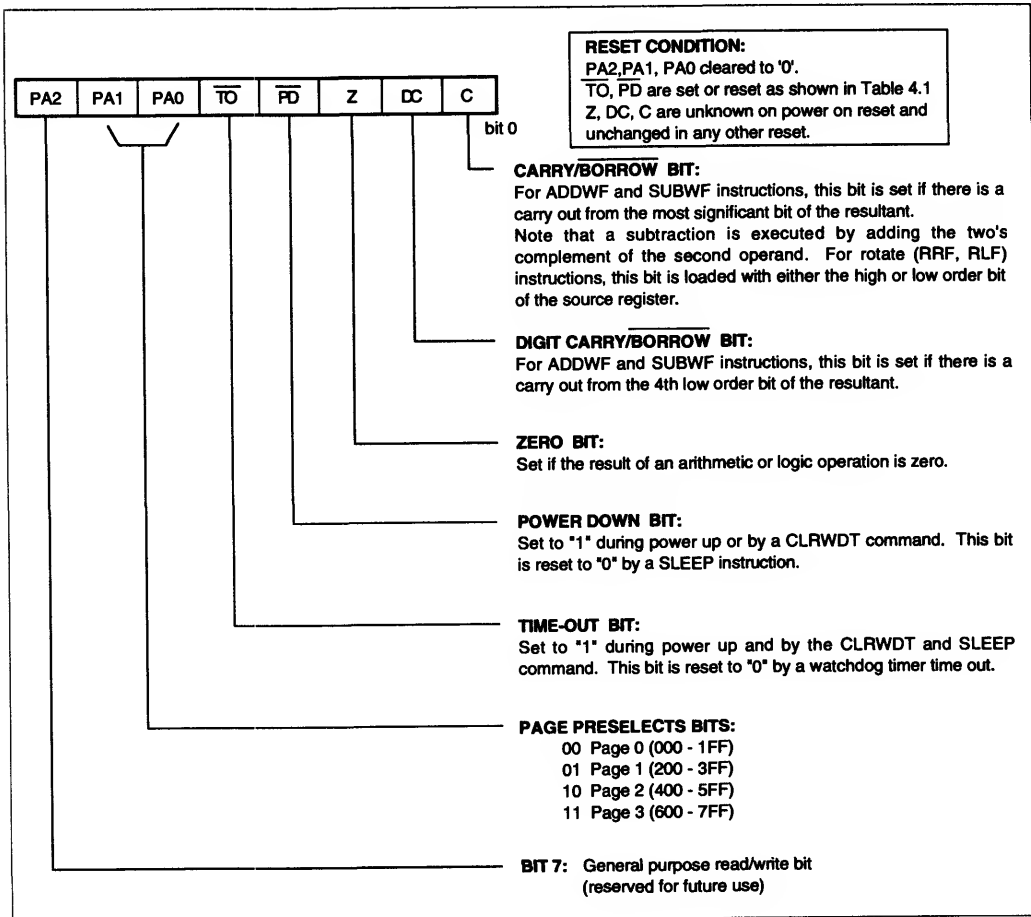 RESET CONDITION:
PA2,PA1, PA0 cleared to '0'.
T̅O̅, P̅D̅ are set or reset as shown in Table 4.1
Z, DC, C are unknown on power on reset and
unchanged in any other reset.
PA2 PA1 PA0 T̅O̅ P̅D̅ Z DC C
bit 0
CARRY/B̅O̅R̅R̅O̅W̅ BIT:
For ADDWF and SUBWF instructions, this bit is set if there is a
carry out from the most significant bit of the resultant.
Note that a subtraction is executed by adding the two's
complement of the second operand. For rotate (RRF, RLF)
instructions, this bit is loaded with either the high or low order bit
of the source register.
DIGIT CARRY/B̅O̅R̅R̅O̅W̅ BIT:
For ADDWF and SUBWF instructions, this bit is set if there is a
carry out from the 4th low order bit of the resultant.
ZERO BIT:
Set if the result of an arithmetic or logic operation is zero.
POWER DOWN BIT:
Set to "1" during power up or by a CLRWDT command. This bit
is reset to "0" by a SLEEP instruction.
TIME-OUT BIT:
Set to "1" during power up and by the CLRWDT and SLEEP
command. This bit is reset to "0" by a watchdog timer time out.
PAGE PRESELECTS BITS:
00 Page 0 (000 - 1FF)
01 Page 1 (200 - 3FF)
10 Page 2 (400 - 5FF)
11 Page 3 (600 - 7FF)
BIT 7: General purpose read/write bit
(reserved for future use)